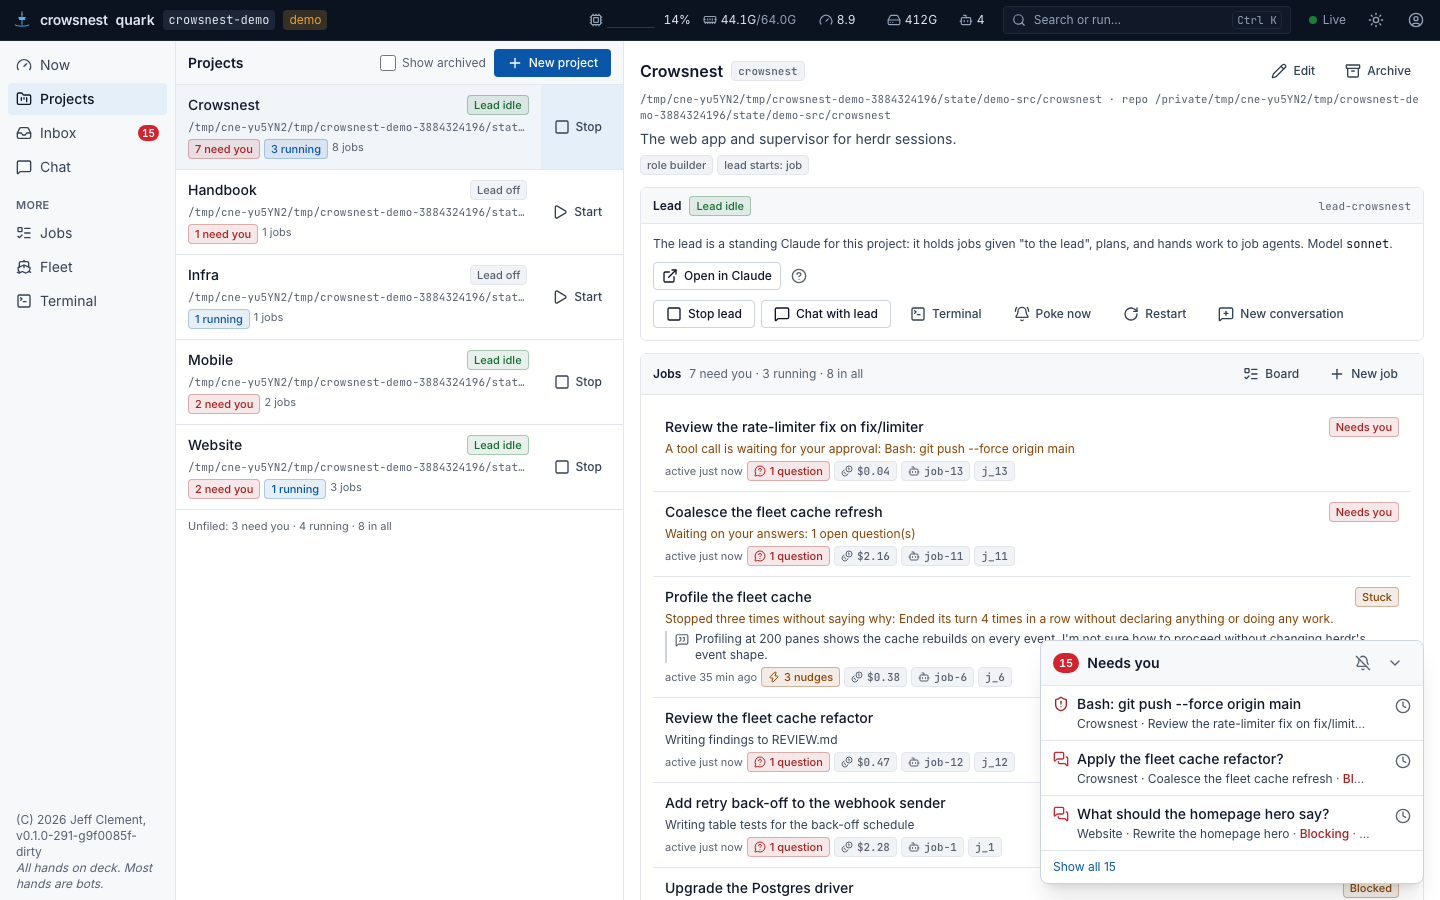 crowsnest quark crowsnest-demo demo 14% 44.1G/64.0G 8.9 412G 4 Search or run... Ctrl K Live
Now
Projects
Inbox 15
Chat
MORE
Jobs
Fleet
Terminal
(C) 2026 Jeff Clement,
v0.1.0-291-g9f0085f-
dirty
All hands on deck. Most
hands are bots.
Projects Show archived New project
Crowsnest Lead idle
/tmp/cne-yu5YN2/tmp/crowsnest-demo-3884324196/stat… Stop
7 need you 3 running 8 jobs
Handbook Lead off
/tmp/cne-yu5YN2/tmp/crowsnest-demo-3884324196/stat… Start
1 need you 1 jobs
Infra Lead off
/tmp/cne-yu5YN2/tmp/crowsnest-demo-3884324196/stat… Start
1 running 1 jobs
Mobile Lead idle
/tmp/cne-yu5YN2/tmp/crowsnest-demo-3884324196/stat… Stop
2 need you 2 jobs
Website Lead idle
/tmp/cne-yu5YN2/tmp/crowsnest-demo-3884324196/stat… Stop
2 need you 1 running 3 jobs
Unfiled: 3 need you · 4 running · 8 in all
Crowsnest crowsnest Edit Archive
/tmp/cne-yu5YN2/tmp/crowsnest-demo-3884324196/state/demo-src/crowsnest · repo /private/tmp/cne-yu5YN2/tmp/crowsnest-de
mo-3884324196/state/demo-src/crowsnest
The web app and supervisor for herdr sessions.
role builder lead starts: job
Lead Lead idle lead-crowsnest
The lead is a standing Claude for this project: it holds jobs given "to the lead", plans, and hands work to job agents. Model sonnet.
Open in Claude
Stop lead Chat with lead Terminal Poke now Restart New conversation
Jobs 7 need you · 3 running · 8 in all Board New job
Review the rate-limiter fix on fix/limiter Needs you
A tool call is waiting for your approval: Bash: git push --force origin main
active just now 1 question $0.04 job-13 j_13
Coalesce the fleet cache refresh Needs you
Waiting on your answers: 1 open question(s)
active just now 1 question $2.16 job-11 j_11
Profile the fleet cache Stuck
Stopped three times without saying why: Ended its turn 4 times in a row without declaring anything or doing any work.
Profiling at 200 panes shows the cache rebuilds on every event. I'm not sure how to proceed without changing herdr's
event shape.
active 35 min ago 3 nudges $0.38 job-6 j_6
Review the fleet cache refactor
Writing findings to REVIEW.md
active just now 1 question $0.47 job-12 j_12
Add retry back-off to the webhook sender
Writing table tests for the back-off schedule
active just now 1 question $2.28 job-1 j_1
Upgrade the Postgres driver Blocked
15 Needs you
Bash: git push --force origin main
Crowsnest · Review the rate-limiter fix on fix/limit…
Apply the fleet cache refactor?
Crowsnest · Coalesce the fleet cache refresh · Bl…
What should the homepage hero say?
Website · Rewrite the homepage hero · Blocking · …
Show all 15